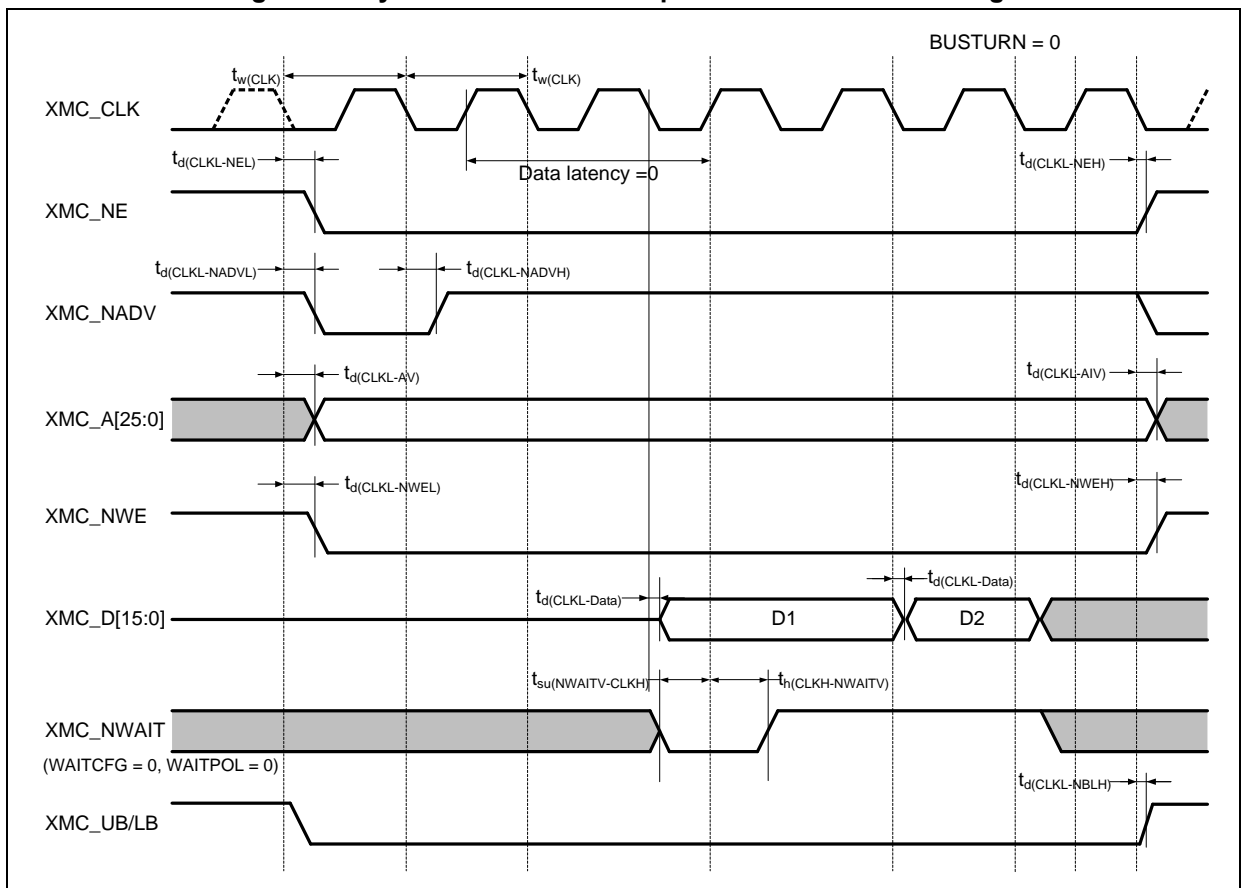 BUSTURN = 0
tw(CLK) tw(CLK)
XMC_CLK
td(CLKL-NEL) Data latency =0 td(CLKL-NEH)
XMC_NE
td(CLKL-NADVL) td(CLKL-NADVH)
XMC_NADV
td(CLKL-AV) td(CLKL-AIV)
XMC_A[25:0]
td(CLKL-NWEL) td(CLKL-NWEH)
XMC_NWE
td(CLKL-Data) td(CLKL-Data)
XMC_D[15:0] D1 D2
tsu(NWAITV-CLKH) th(CLKH-NWAITV)
XMC_NWAIT
(WAITCFG = 0, WAITPOL = 0)
td(CLKL-NBLH)
XMC_UB/LB